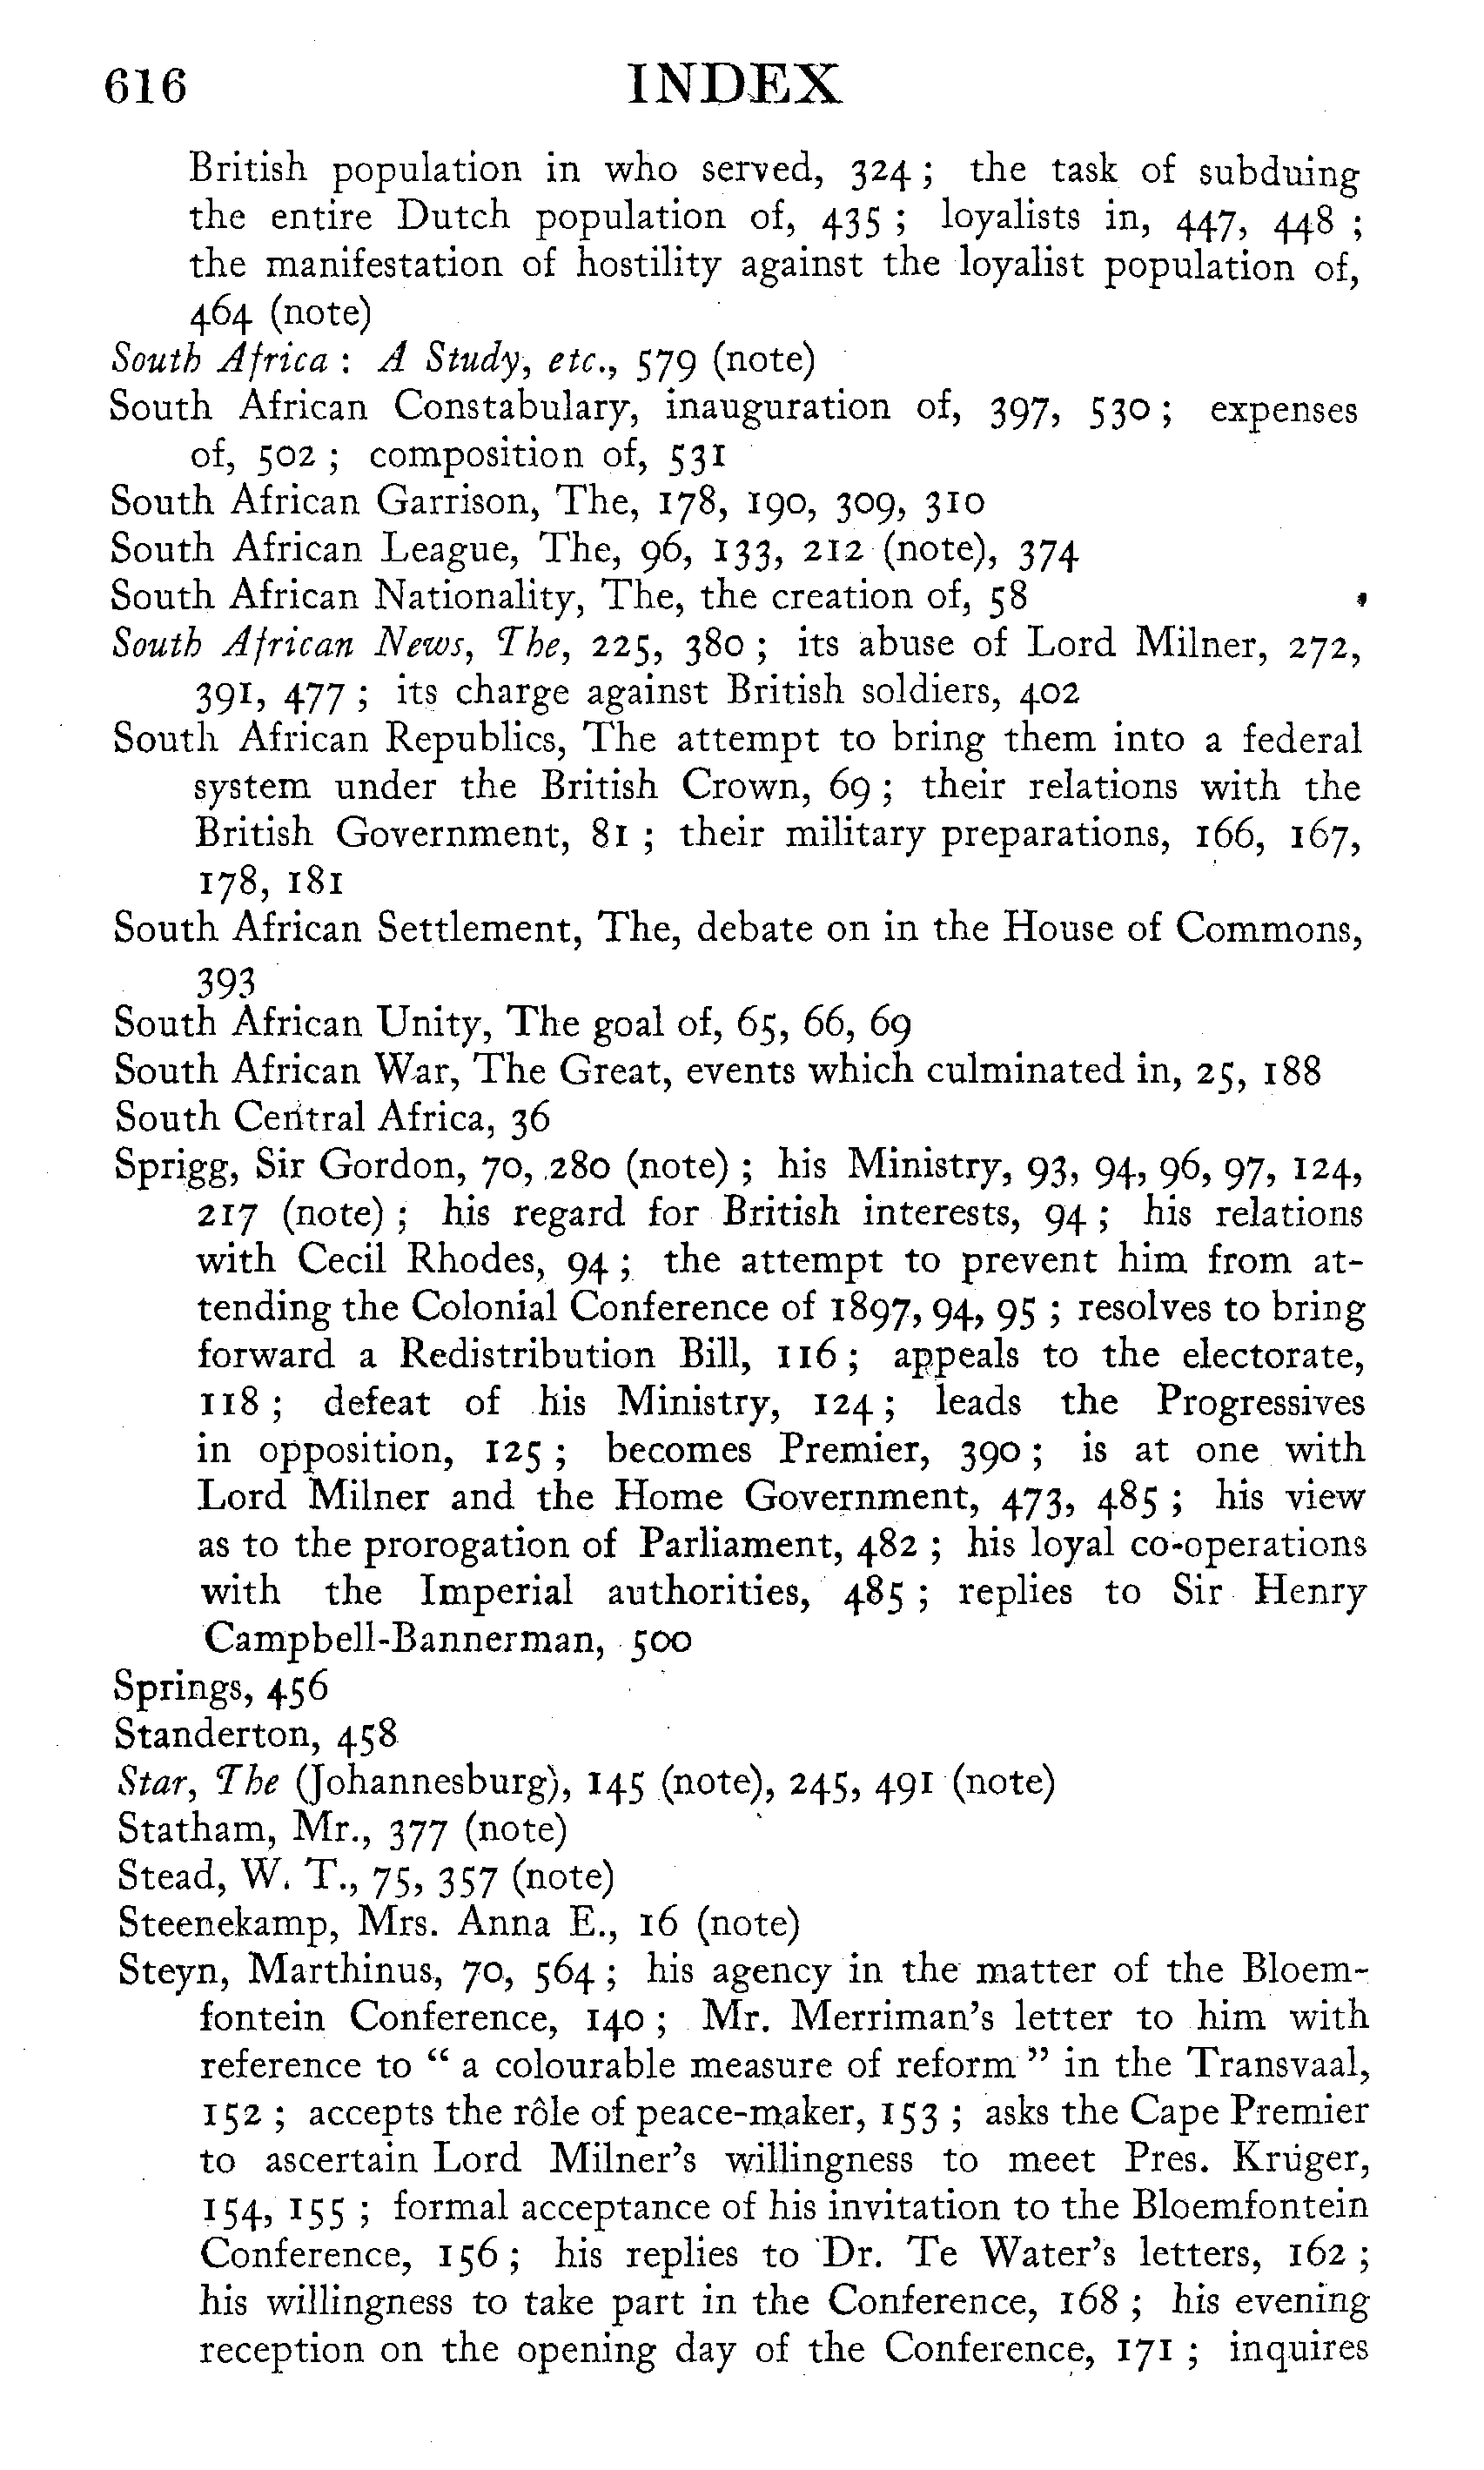 616 INDEX
British population in who served, 324 ; the task of subduing
the entire Dutch population of, 435 ; loyalists in, 447, 448 ;
the manifestation of hostility against the loyalist population of,
464 (note)
South Africa : A Study, etc., 579 (note)
South African Constabulary, inauguration of, 397, 530 ; expenses
of, 502 ; composition of, 531
South African Garrison, The, 178, 190, 309, 310
South African League, The, 96, 133, 212 (note), 374
South African Nationality, The, the creation of, 58
South African News, The, 225, 380 ; its abuse of Lord Milner, 272,
391, 477 ; its charge against British soldiers, 402
South African Republics, The attempt to bring them into a federal
system under the British Crown, 69 ; their relations with the
British Government, 81 ; their military preparations, 166, 167,
178, 181
South African Settlement, The, debate on in the House of Commons,
393
South African Unity, The goal of, 65, 66, 69
South African War, The Great, events which culminated in, 25, 188
South Central Africa, 36
Sprigg, Sir Gordon, 70, 280 (note) ; his Ministry, 93, 94, 96, 97, 124,
217 (note) ; his regard for British interests, 94 ; his relations
with Cecil Rhodes, 94 ; the attempt to prevent him from at-
tending the Colonial Conference of 1897, 94, 95 ; resolves to bring
forward a Redistribution Bill, 116 ; appeals to the electorate,
118 ; defeat of his Ministry, 124 ; leads the Progressives
in opposition, 125 ; becomes Premier, 390 ; is at one with
Lord Milner and the Home Government, 473, 485 ; his view
as to the prorogation of Parliament, 482 ; his loyal co-operations
with the Imperial authorities, 485 ; replies to Sir Henry
Campbell-Bannerman, 500
Springs, 456
Standerton, 458
Star, The (Johannesburg), 145 (note), 245, 491 (note)
Statham, Mr., 377 (note)
Stead, W. T., 75, 357 (note)
Steenekamp, Mrs. Anna E., 16 (note)
Steyn, Marthinus, 70, 564 ; his agency in the matter of the Bloem-
fontein Conference, 140 ; Mr. Merriman's letter to him with
reference to “ a colourable measure of reform ” in the Transvaal,
152 ; accepts the rôle of peace-maker, 153 ; asks the Cape Premier
to ascertain Lord Milner's willingness to meet Pres. Krüger,
154, 155 ; formal acceptance of his invitation to the Bloemfontein
Conference, 156 ; his replies to Dr. Te Water's letters, 162 ;
his willingness to take part in the Conference, 168 ; his evening
reception on the opening day of the Conference, 171 ; inquires